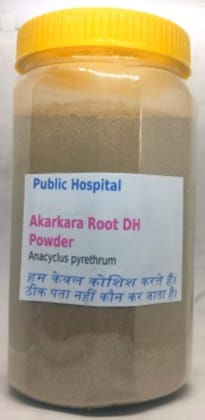 Public Hospital
Akarkara Root DH
Powder
Anacyclus pyrethrum
हम केवल कोशिश करते हैं।
ठीक पता नहीं कौन कर जाता है।